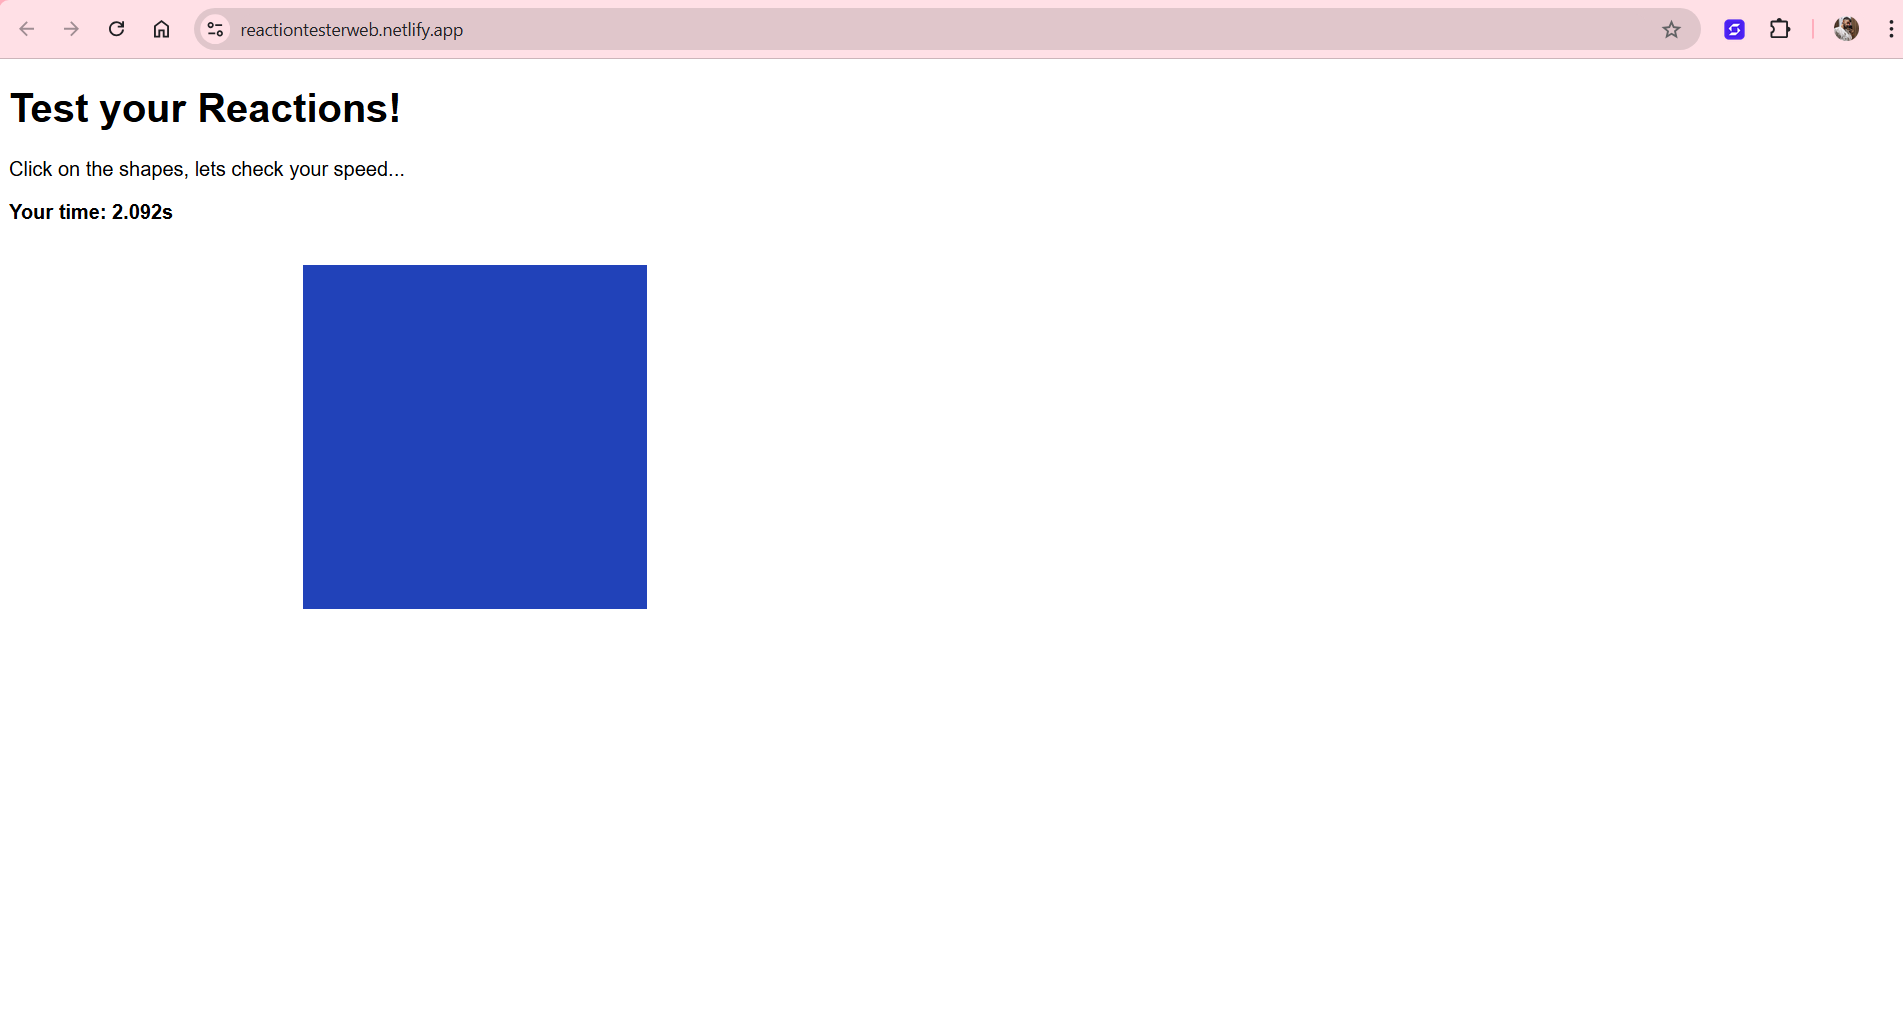 reactiontesterweb.netlify.app
Test your Reactions!
Click on the shapes, lets check your speed...
Your time: 2.092s